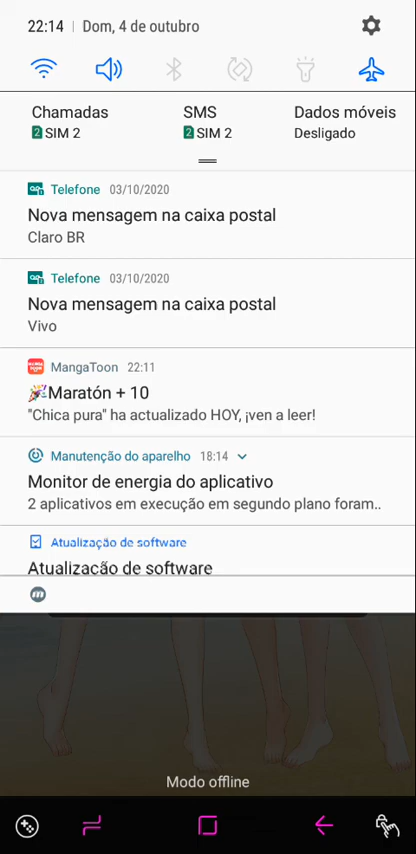 22:14 | Dom, 4 de outubro
Chamadas SMS Dados móveis
2 SIM 2 2 SIM 2 Desligado
Telefone 03/10/2020
Nova mensagem na caixa postal
Claro BR
Telefone 03/10/2020
Nova mensagem na caixa postal
Vivo
MangaToon 22:11
🎉Maratón + 10
"Chica pura" ha actualizado HOY, ¡ven a leer!
Manutenção do aparelho 18:14
Monitor de energia do aplicativo
2 aplicativos em execução em segundo plano foram..
Atualização de software
Atualização de software
Modo offline